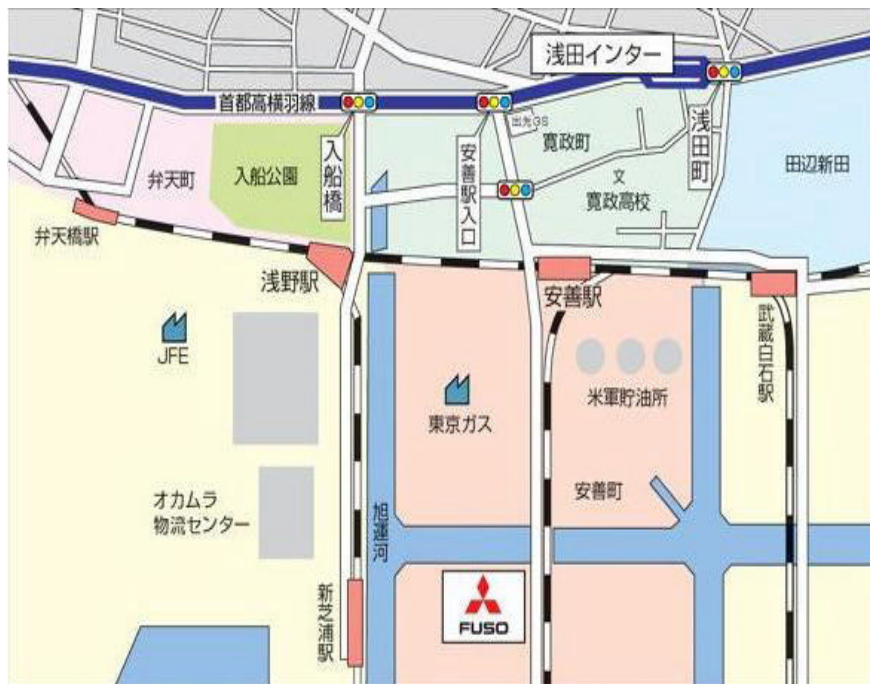 浅田インター
首都高横羽線
出光GS
入船橋
安善駅入口
寛政町
浅田町
弁天町
入船公園
文
寛政高校
田辺新田
弁天橋駅
浅野駅
安善駅
武蔵白石駅
JFE
東京ガス
米軍貯油所
オカムラ
物流センター
旭運河
安善町
新芝浦駅
FUSO